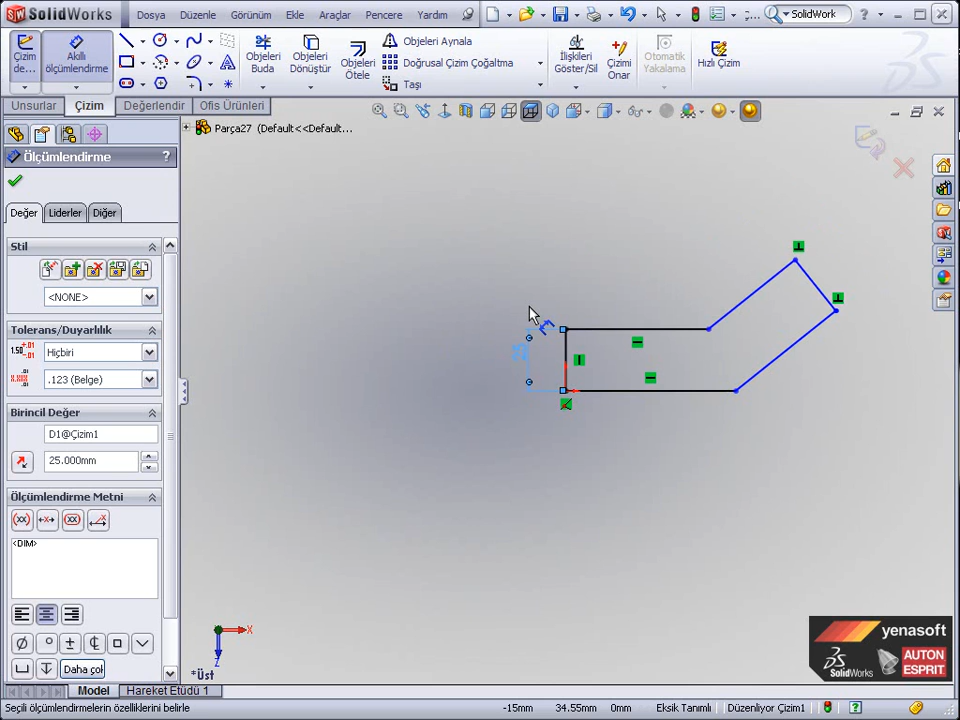 SolidWorks
Dosya Düzenle Görünüm Ekle Araçlar Pencere Yardım
SolidWork
Çizim de...
Akıllı ölçümlendirme
Objeleri Buda
Objeleri Dönüştür
Objeleri Ötele
Objeleri Aynala
Doğrusal Çizim Çoğaltma
Taşı
İlişkileri Göster/Sil
Çizimi Onar
Otomatik Yakalama
Hızlı Çizim
Unsurlar Çizim Değerlendir Ofis Ürünleri
Parça27 (Default<<Default...
Ölçümlendirme ?
Değer Liderler Diğer
Stil
<NONE>
Tolerans/Duyarlılık
Hiçbiri
.123 (Belge)
Birincil Değer
D1@Çizim1
25.000mm
Ölçümlendirme Metni
<DIM>
Daha çok
25
X
Z
*Üst
yenasoft
SolidWorks
AUTON
ESPRIT
Model Hareket Etüdü 1
Seçili ölçümlendirmelerin özelliklerini belirle -15mm 34.55mm 0mm Eksik Tanımlı Düzenliyor Çizim1